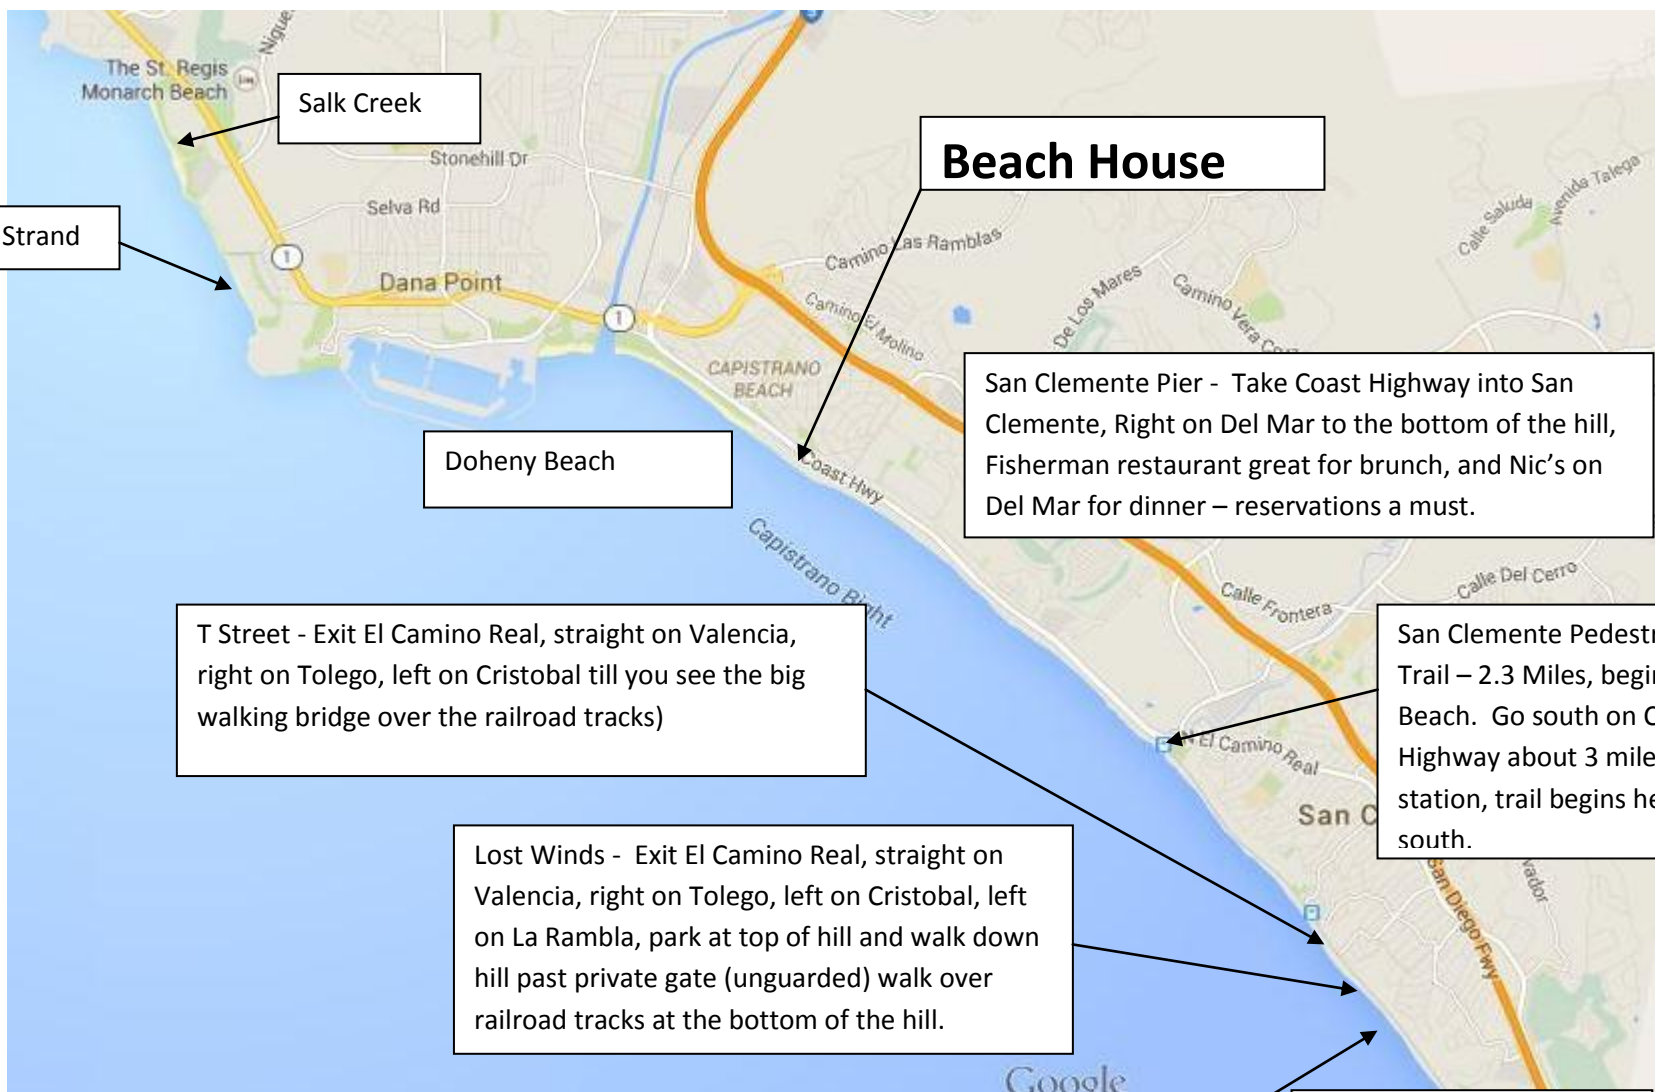 Nigue
The St. Regis
Monarch Beach
Salk Creek
Stonehill Dr
Beach House
Selva Rd
Strand
1
Dana Point
1
Camino Las Ramblas
Camino El Molino
De Los Mares
Camino Vera Cruz
Calle Saluda
Avenida Talega
CAPISTRANO
BEACH
San Clemente Pier - Take Coast Highway into San
Clemente, Right on Del Mar to the bottom of the hill,
Fisherman restaurant great for brunch, and Nic’s on
Del Mar for dinner – reservations a must.
Doheny Beach
Coast Hwy
Capistrano Bight
Calle Frontera
Calle Del Cerro
T Street - Exit El Camino Real, straight on Valencia,
right on Tolego, left on Cristobal till you see the big
walking bridge over the railroad tracks)
San Clemente Pedestr
Trail – 2.3 Miles, begin
Beach. Go south on C
Highway about 3 mile
station, trail begins he
south.
N El Camino Real
San C
Lost Winds - Exit El Camino Real, straight on
Valencia, right on Tolego, left on Cristobal, left
on La Rambla, park at top of hill and walk down
hill past private gate (unguarded) walk over
railroad tracks at the bottom of the hill.
San Diego Fwy
vador
Google